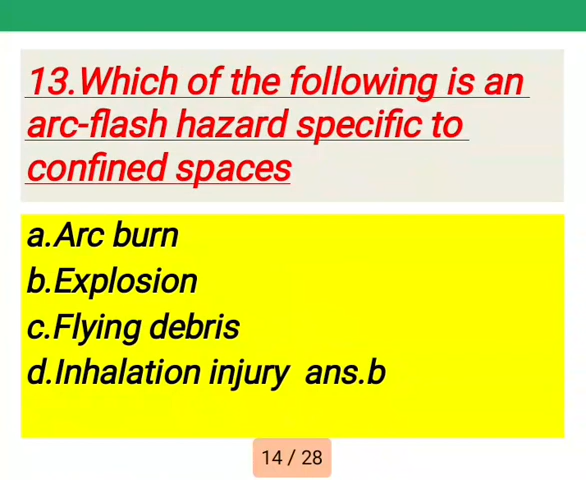 13.Which of the following is an
arc-flash hazard specific to
confined spaces
a.Arc burn
b.Explosion
c.Flying debris
d.Inhalation injury  ans.b
14 / 28